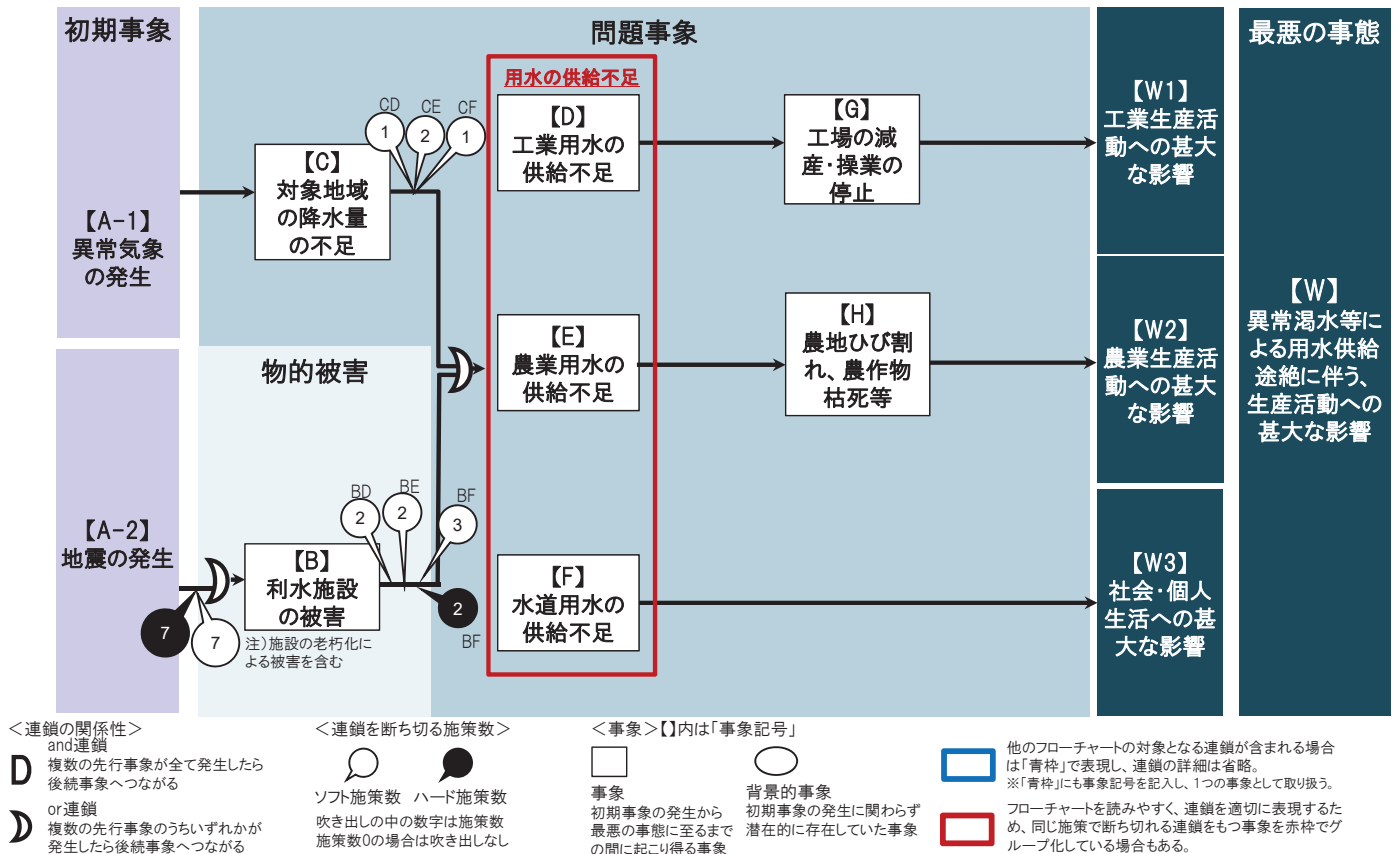 初期事象
問題事象
最悪の事態
用水の供給不足
【A-1】
異常気象
の発生
【C】
対象地域
の降水量
の不足
CD
CE
CF
1
2
1
【D】
工業用水の
供給不足
【G】
工場の減
産・操業の
停止
【W1】
工業生産活
動への甚大
な影響
【E】
農業用水の
供給不足
【H】
農地ひび割
れ、農作物
枯死等
【W2】
農業生産活
動への甚大
な影響
【W】
異常渇水等に
よる用水供給
途絶に伴う、
生産活動への
甚大な影響
物的被害
【A-2】
地震の発生
7
7
【B】
利水施設
の被害
注)施設の老朽化に
よる被害を含む
BD
BE
BF
2
2
3
2
BF
【F】
水道用水の
供給不足
【W3】
社会・個人
生活への甚
大な影響
<連鎖の関係性>
and連鎖
複数の先行事象が全て発生したら
後続事象へつながる
or連鎖
複数の先行事象のうちいずれかが
発生したら後続事象へつながる
<連鎖を断ち切る施策数>
ソフト施策数 ハード施策数
吹き出しの中の数字は施策数
施策数0の場合は吹き出しなし
<事象>【】内は「事象記号」
事象
初期事象の発生から
最悪の事態に至るまで
の間に起こり得る事象
背景的事象
初期事象の発生に関わらず
潜在的に存在していた事象
他のフローチャートの対象となる連鎖が含まれる場合
は「青枠」で表現し、連鎖の詳細は省略。
※「青枠」にも事象記号を記入し、1つの事象として取り扱う。
フローチャートを読みやすく、連鎖を適切に表現するた
め、同じ施策で断ち切れる連鎖をもつ事象を赤枠でグ
ループ化している場合もある。